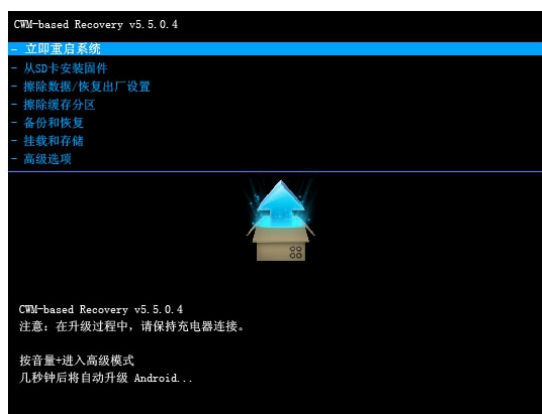 CWM-based Recovery v5.5.0.4
- 立即重启系统
- 从SD卡安装固件
- 擦除数据/恢复出厂设置
- 擦除缓存分区
- 备份和恢复
- 挂载和存储
- 高级选项
CWM-based Recovery v5.5.0.4
注意：在升级过程中，请保持充电器连接。
按音量+进入高级模式
几秒钟后将自动升级 Android...